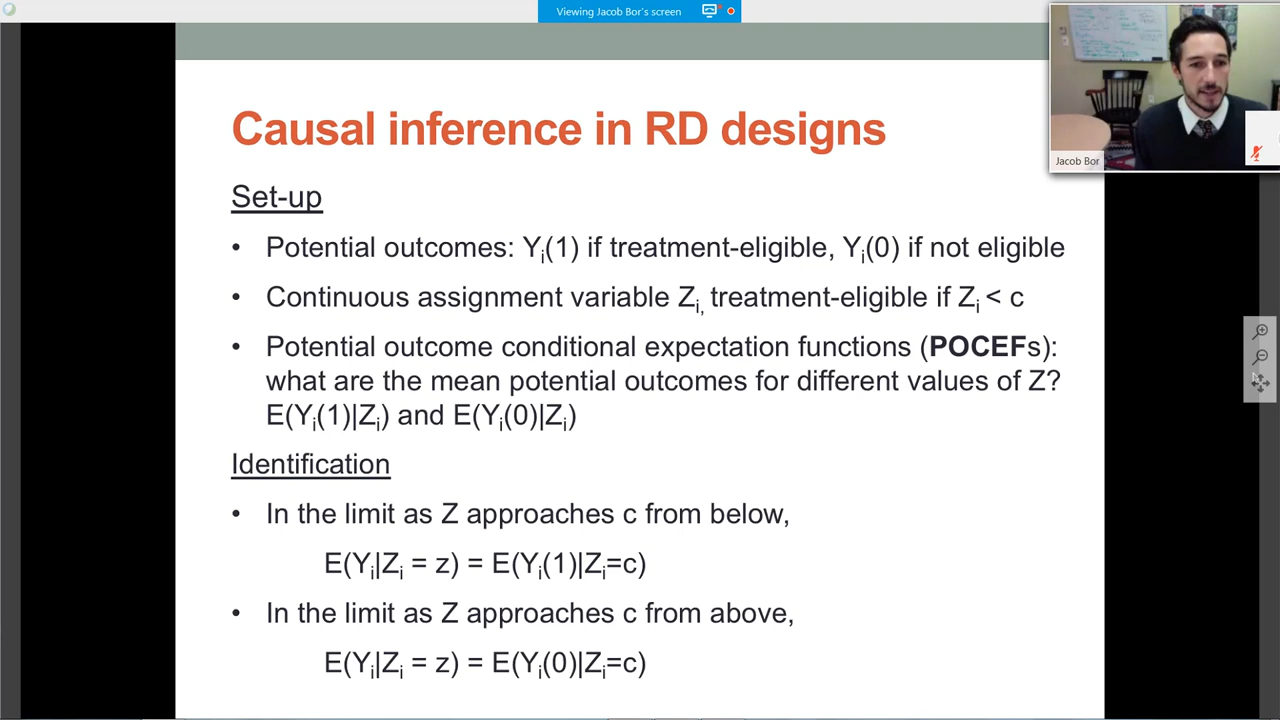 Viewing Jacob Bor's screen
Jacob Bor
Causal inference in RD designs
Set-up
• Potential outcomes: Yi(1) if treatment-eligible, Yi(0) if not eligible
• Continuous assignment variable Zi, treatment-eligible if Zi < c
• Potential outcome conditional expectation functions (POCEFs):
what are the mean potential outcomes for different values of Z?
E(Yi(1)|Zi) and E(Yi(0)|Zi)
Identification
• In the limit as Z approaches c from below,
E(Yi|Zi = z) = E(Yi(1)|Zi=c)
• In the limit as Z approaches c from above,
E(Yi|Zi = z) = E(Yi(0)|Zi=c)